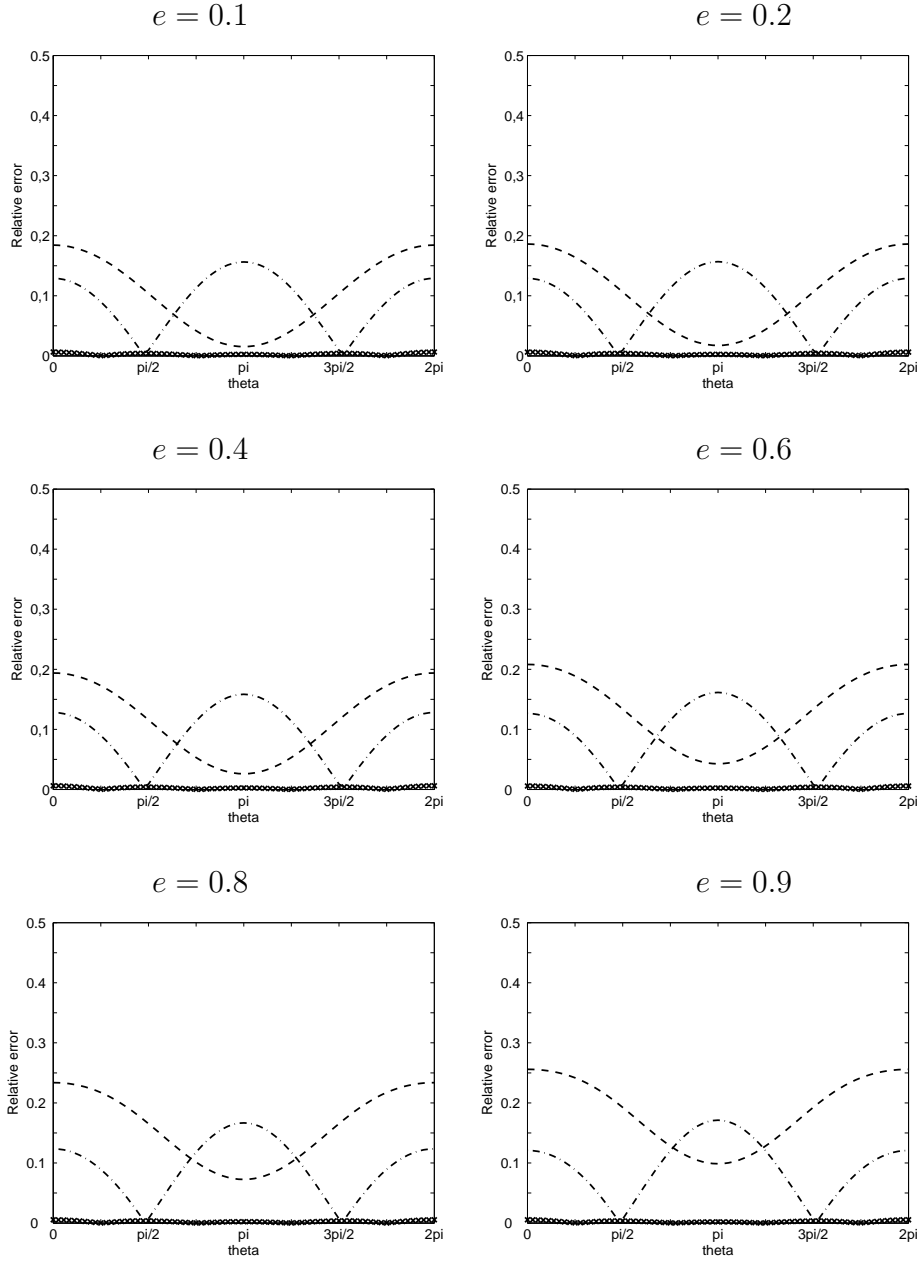 e = 0.1
0.5
0,4
0,3
0,2
0,1
0
Relative error
0 pi/2 pi 3pi/2 2pi
theta
e = 0.2
0.5
0,4
0,3
0,2
0,1
0
Relative error
0 pi/2 pi 3pi/2 2pi
theta
e = 0.4
0.5
0.4
0,3
0,2
0,1
0
Relative error
0 pi/2 pi 3pi/2 2pi
theta
e = 0.6
0.5
0.4
0.3
0.2
0,1
0
Relative error
0 pi/2 pi 3pi/2 2pi
theta
e = 0.8
0.5
0.4
0.3
0.2
0.1
0
Relative error
0 pi/2 pi 3pi/2 2pi
theta
e = 0.9
0.5
0.4
0.3
0.2
0.1
0
Relative error
0 pi/2 pi 3pi/2 2pi
theta